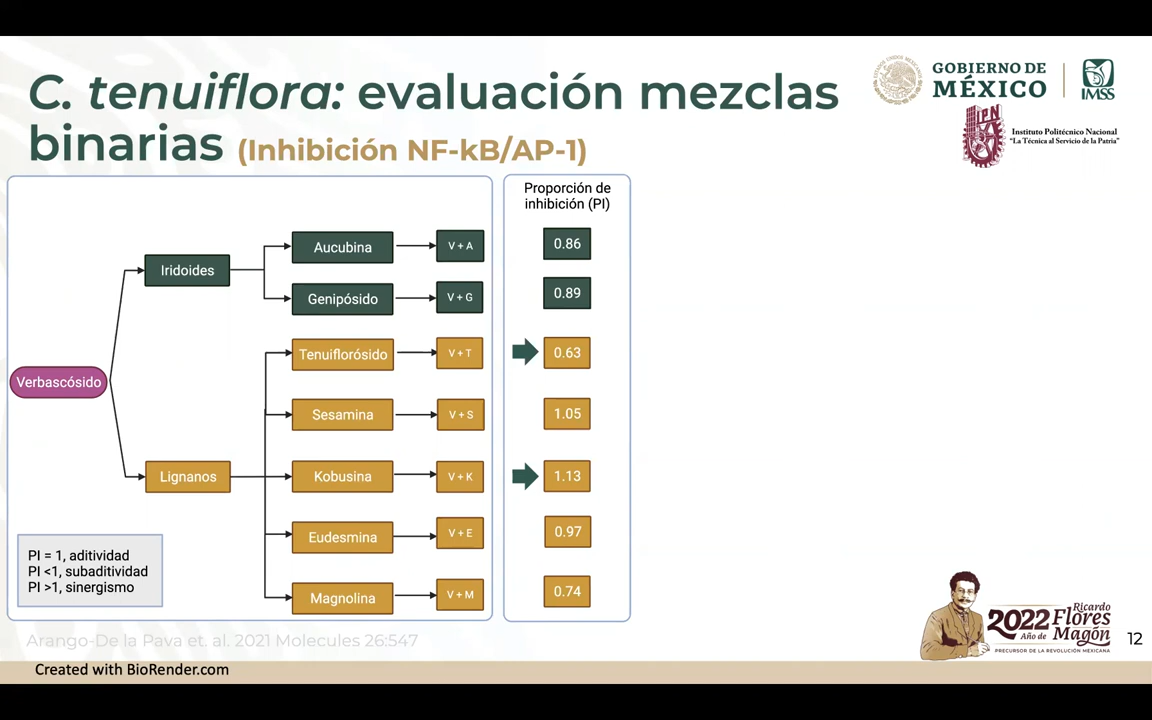 C. tenuiflora: evaluación mezclas
binarias (Inhibición NF-kB/AP-1)
GOBIERNO DE
MÉXICO
IMSS
IPN
Instituto Politécnico Nacional
"La Técnica al Servicio de la Patria"
Proporción de
inhibición (PI)
Verbascósido
Iridoides
Aucubina
V + A
0.86
Genipósido
V + G
0.89
Lignanos
Tenuiflorósido
V + T
0.63
Sesamina
V + S
1.05
Kobusina
V + K
1.13
Eudesmina
V + E
0.97
Magnolina
V + M
0.74
PI = 1, aditividad
PI <1, subaditividad
PI >1, sinergismo
Arango-De la Pava et. al. 2021 Molecules 26:547
Created with BioRender.com
2022 Ricardo
Flores
Año de Magón
PRECURSOR DE LA REVOLUCIÓN MEXICANA
12